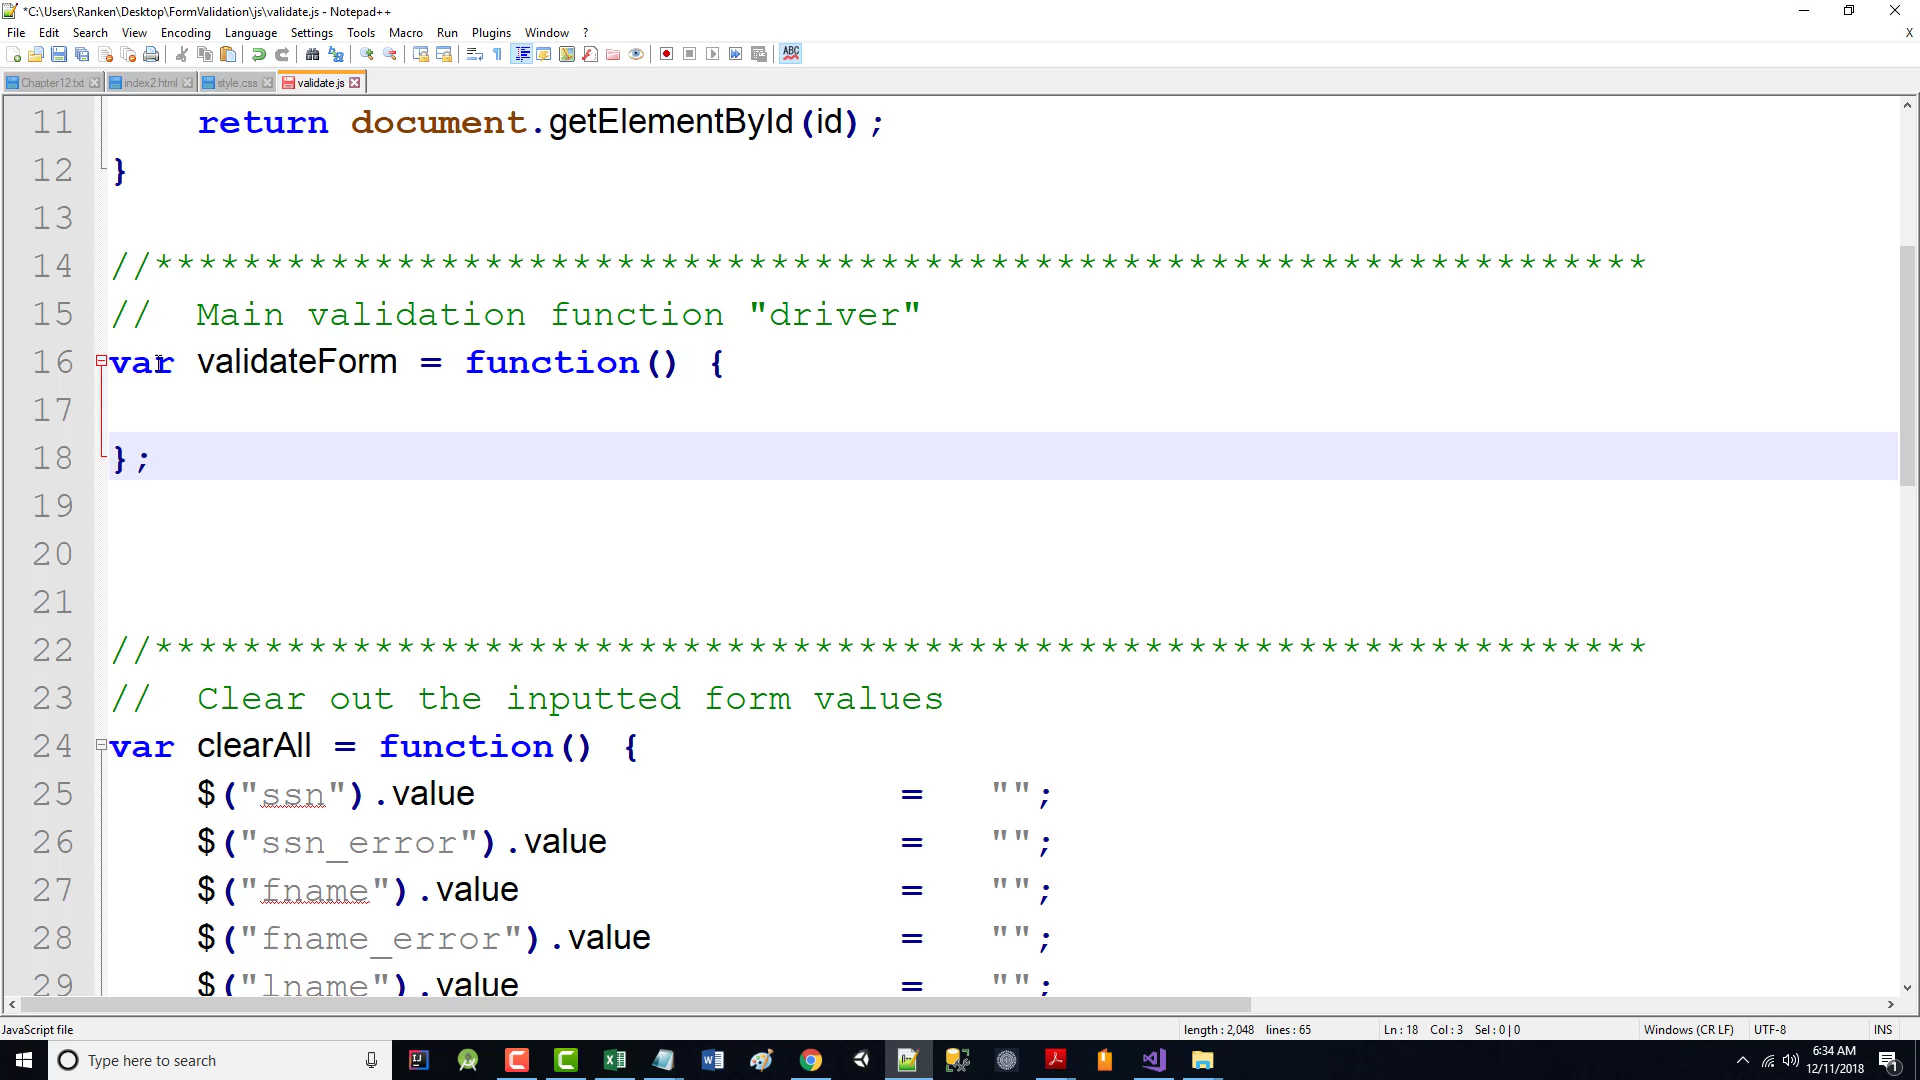 *C:\Users\Ranken\Desktop\FormValidation\js\validate.js - Notepad++
File Edit Search View Encoding Language Settings Tools Macro Run Plugins Window ? X
ABC
Chapter12.txt index2.html style.css validate.js
11 return document.getElementById(id);
12 }
13
14 //********************************************************************
15 // Main validation function "driver"
16 var validateForm = function() {
17
18 };
19
20
21
22 //********************************************************************
23 // Clear out the inputted form values
24 var clearAll = function() {
25 $("ssn").value = "";
26 $("ssn_error").value = "";
27 $("fname").value = "";
28 $("fname_error").value = "";
29 $("lname").value = "";
JavaScript file length : 2,048 lines : 65 Ln : 18 Col : 3 Sel : 0 | 0 Windows (CR LF) UTF-8 INS
Type here to search
6:34 AM
12/11/2018